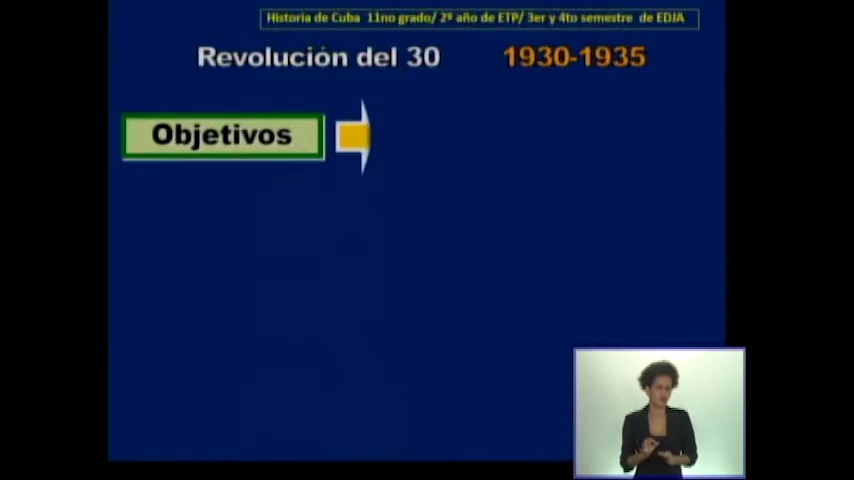 Historia de Cuba 11no grado/ 2º año de ETP/ 3er y 4to semestre de EDJA
Revolución del 30 1930-1935
Objetivos